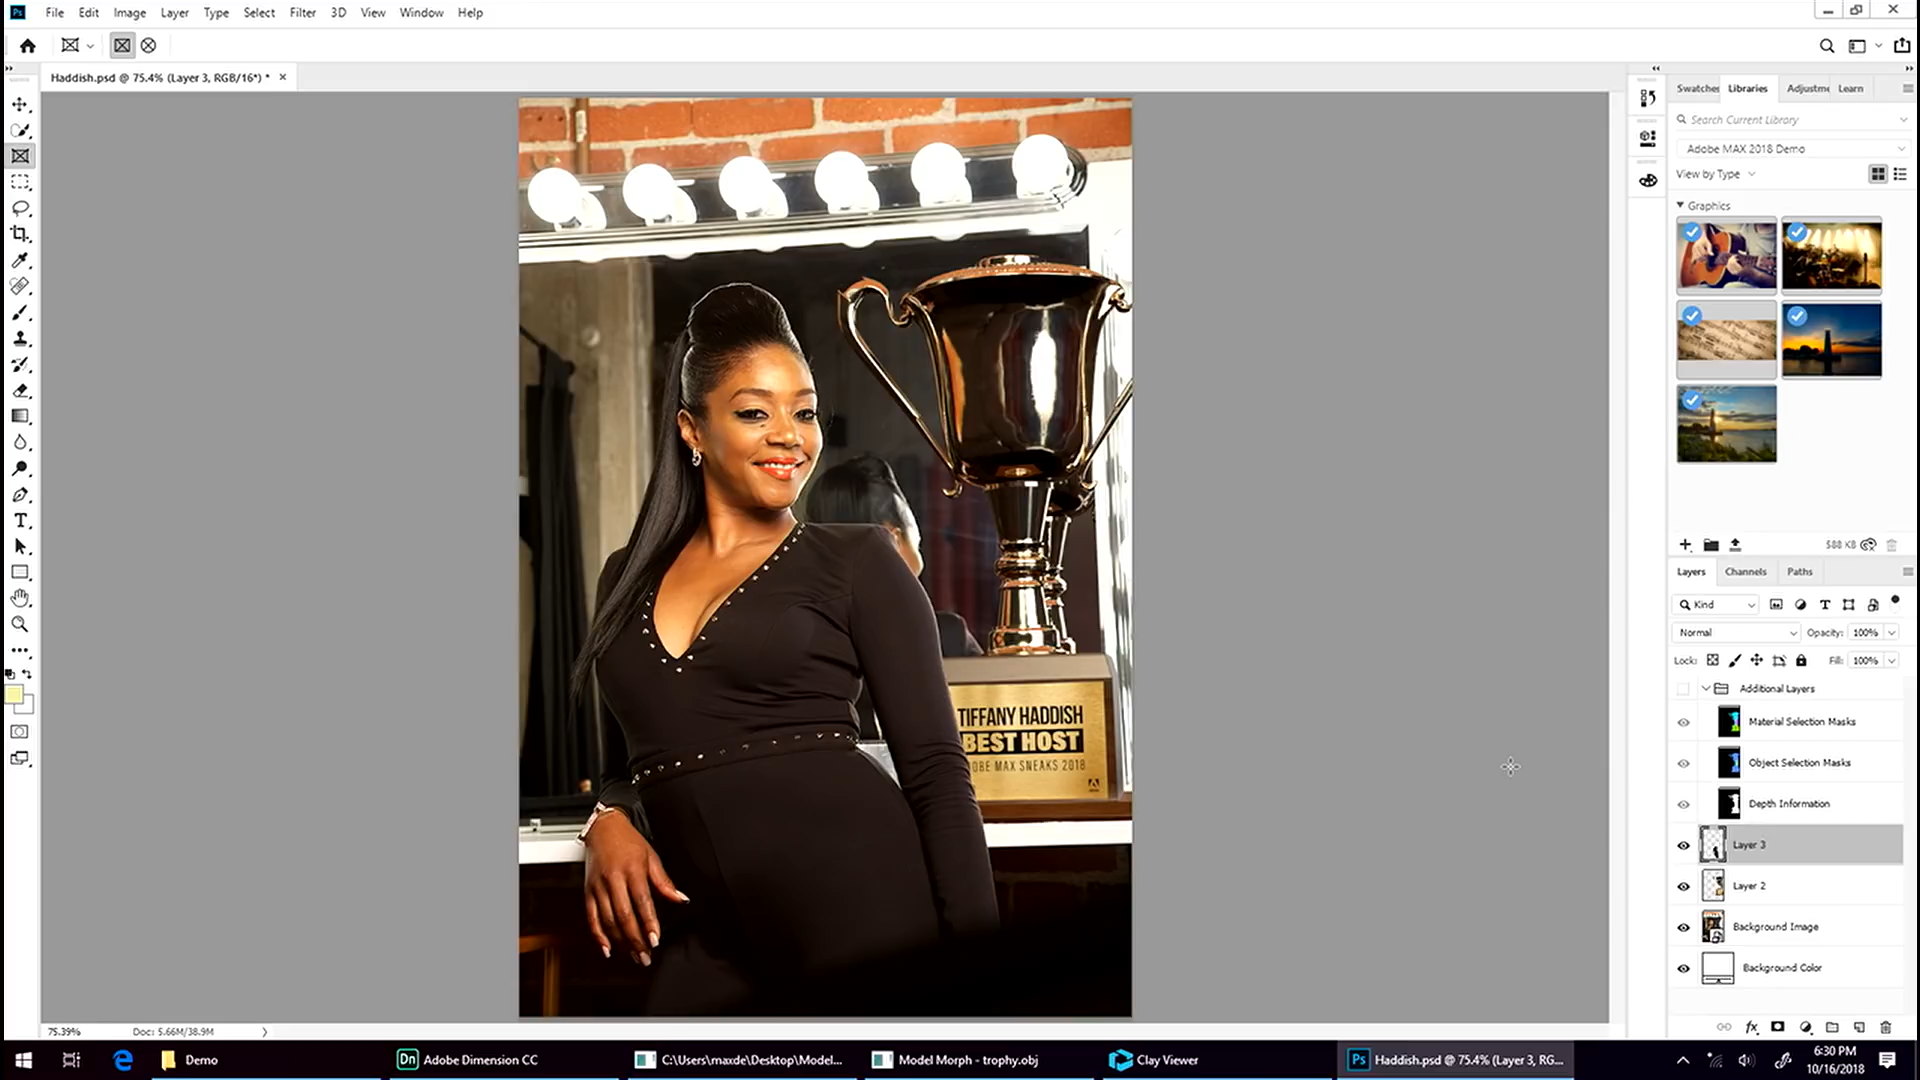 Ps File Edit Image Layer Type Select Filter 3D View Window Help
Haddish.psd @ 75.4% (Layer 3, RGB/16*) *
Swatches Libraries Adjustme Learn
Search Current Library
Adobe MAX 2018 Demo
View by Type
Graphics
588 KB
Layers Channels Paths
Kind
Normal Opacity: 100%
Lock: Fill: 100%
Additional Layers
Material Selection Masks
Object Selection Masks
Depth Information
Layer 3
Layer 2
Background Image
Background Color
TIFFANY HADDISH
BEST HOST
DOBE MAX SNEAKS 2018
75.39% Doc: 5.66M/38.9M
Demo
Dn Adobe Dimension CC
C:\Users\maxde\Desktop\Model...
Model Morph - trophy.obj
Clay Viewer
Ps Haddish.psd @ 75.4% (Layer 3, RG...
6:30 PM
10/16/2018